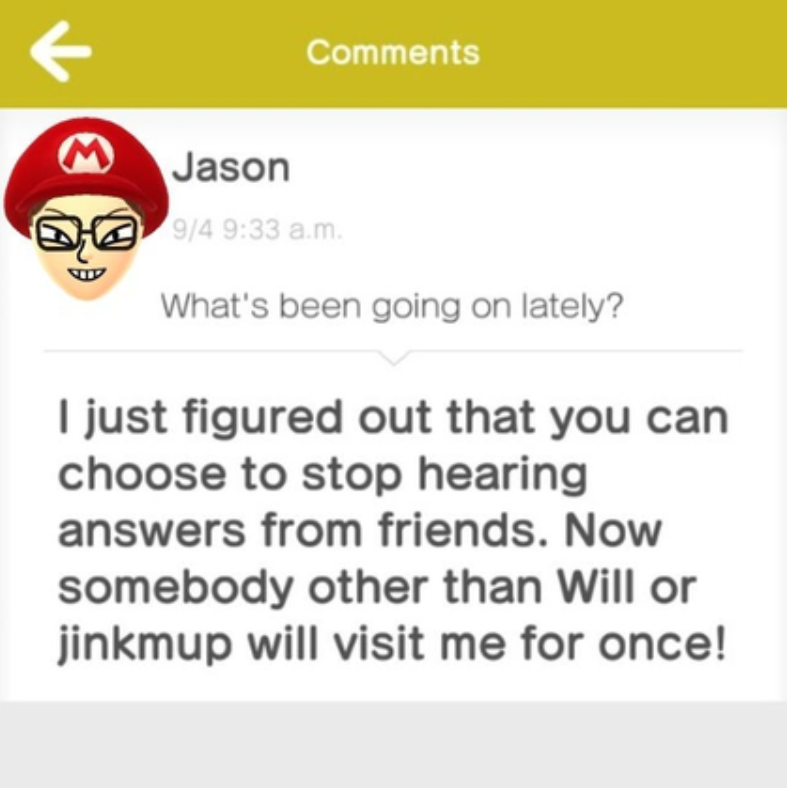 Comments
M
Jason
9/4 9:33 a.m.
What's been going on lately?
I just figured out that you can
choose to stop hearing
answers from friends. Now
somebody other than Will or
jinkmup will visit me for once!